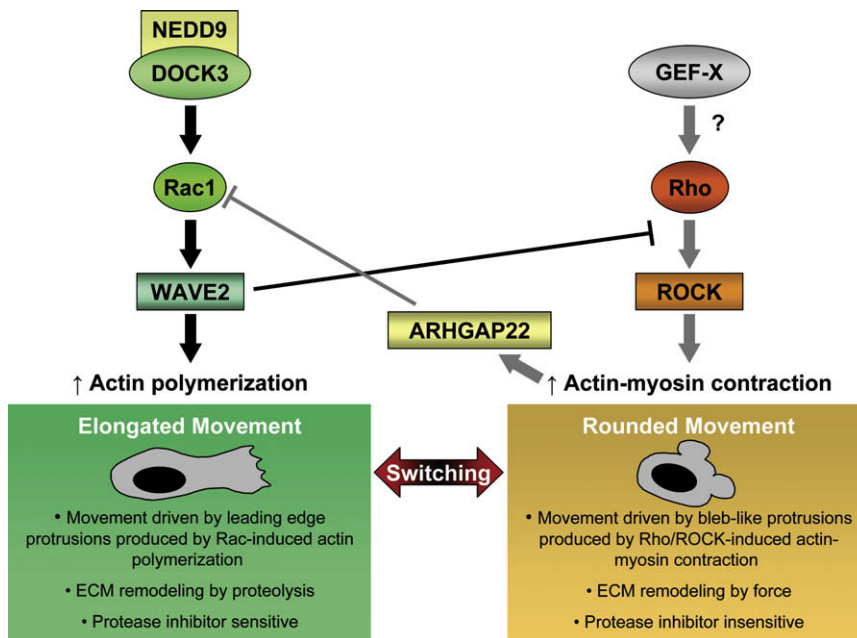 NEDD9
DOCK3
GEF-X
?
Rac1
Rho
WAVE2
ROCK
ARHGAP22
↑ Actin polymerization
↑ Actin-myosin contraction
Elongated Movement
• Movement driven by leading edge
protrusions produced by Rac-induced actin
polymerization
• ECM remodeling by proteolysis
• Protease inhibitor sensitive
Switching
Rounded Movement
• Movement driven by bleb-like protrusions
produced by Rho/ROCK-induced actin-
myosin contraction
• ECM remodeling by force
• Protease inhibitor insensitive